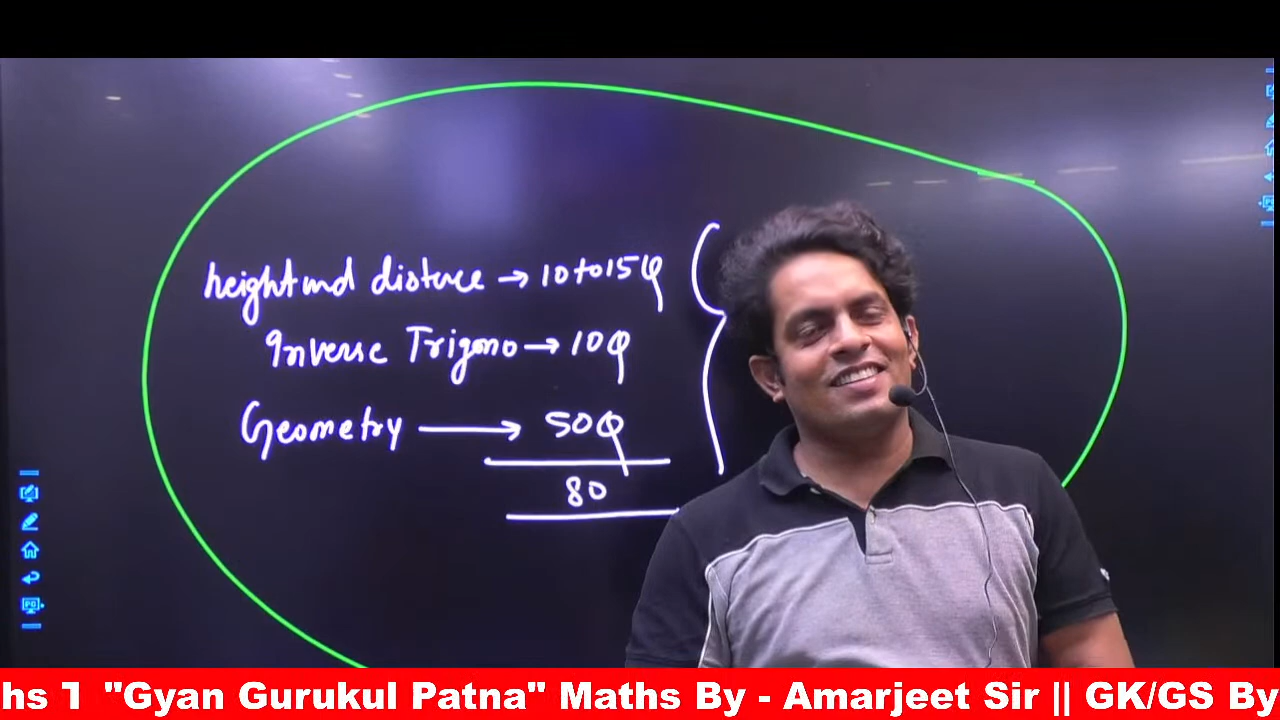 height and distance → 10 to 15 Q
Inverse Trigono → 10 Q
Geometry → 50 Q
80
hs 1 "Gyan Gurukul Patna" Maths By - Amarjeet Sir || GK/GS By